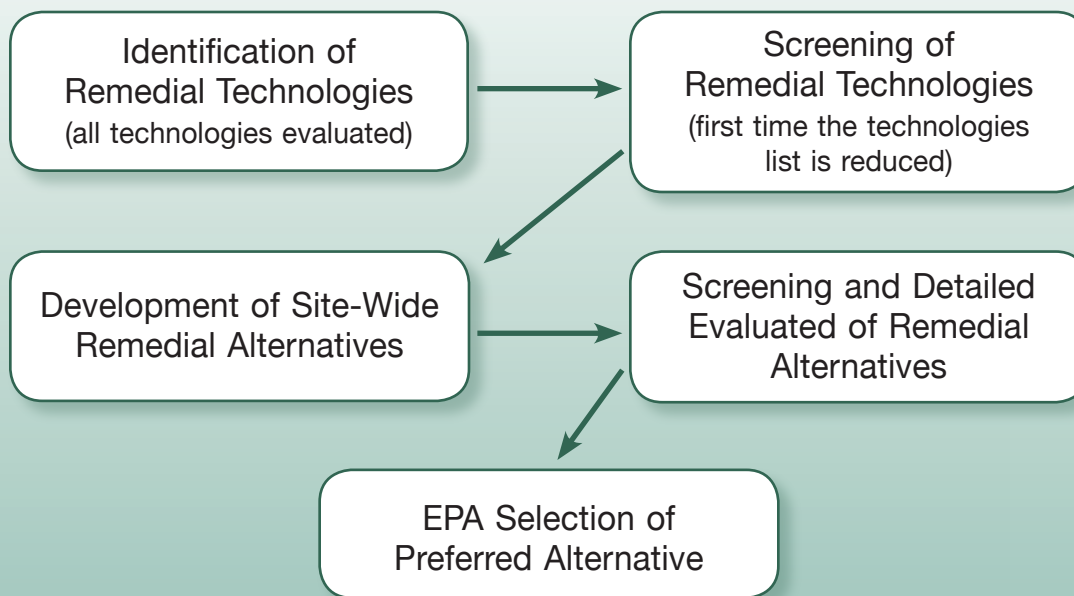 Identification of
Remedial Technologies
(all technologies evaluated)
Screening of
Remedial Technologies
(first time the technologies
list is reduced)
Development of Site-Wide
Remedial Alternatives
Screening and Detailed
Evaluated of Remedial
Alternatives
EPA Selection of
Preferred Alternative